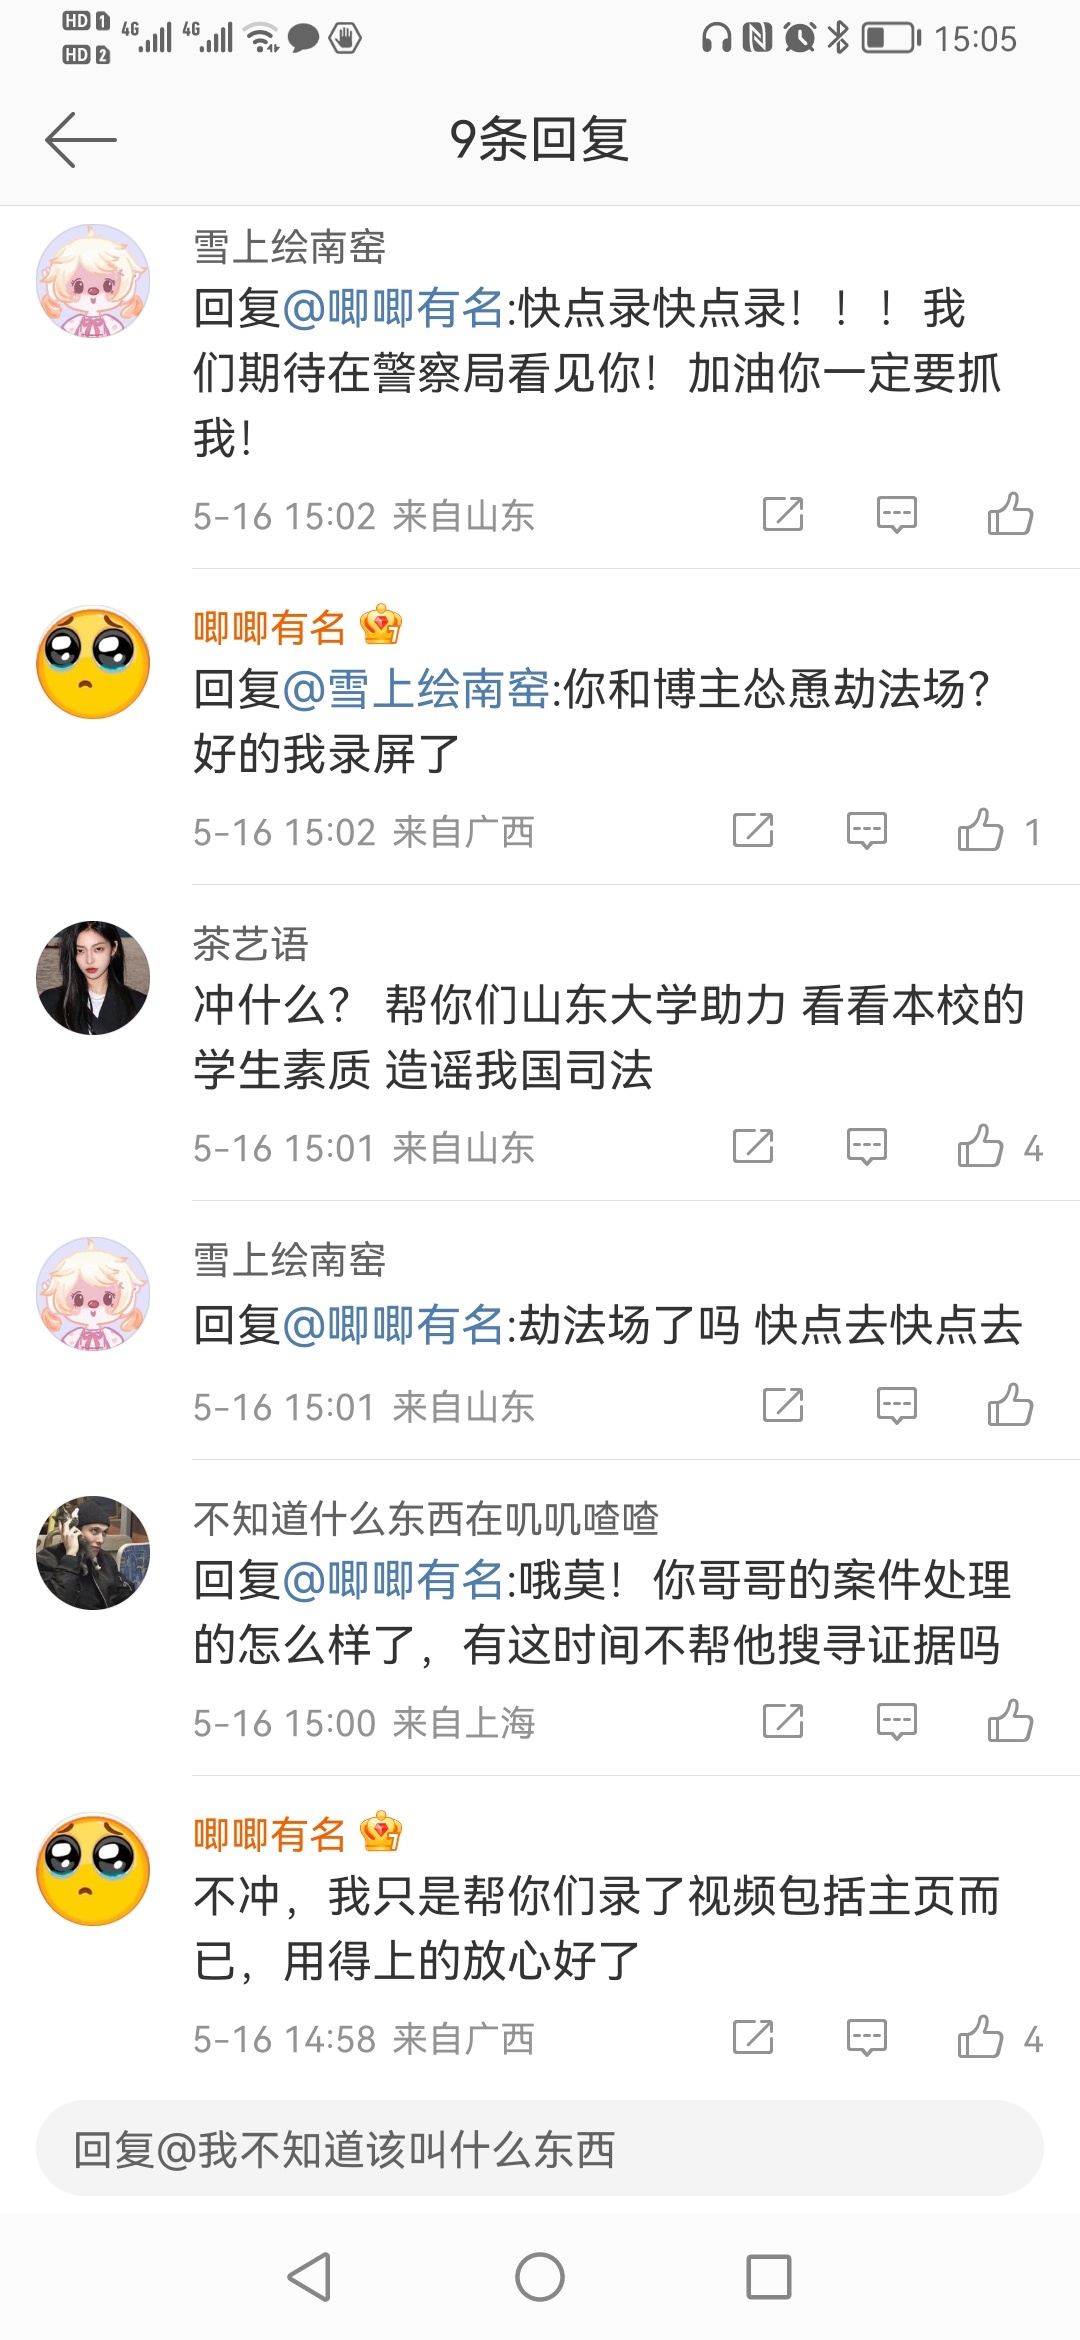 HD 1 4G 4G 15:05
HD 2
9条回复
雪上绘南窑
回复@唧唧有名:快点录快点录！！！我
们期待在警察局看见你！加油你一定要抓
我！
5-16 15:02 来自山东
唧唧有名 7
回复@雪上绘南窑:你和博主怂恿劫法场？
好的我录屏了
5-16 15:02 来自广西 1
茶艺语
冲什么？ 帮你们山东大学助力 看看本校的
学生素质 造谣我国司法
5-16 15:01 来自山东 4
雪上绘南窑
回复@唧唧有名:劫法场了吗 快点去快点去
5-16 15:01 来自山东
不知道什么东西在叽叽喳喳
回复@唧唧有名:哦莫！你哥哥的案件处理
的怎么样了，有这时间不帮他搜寻证据吗
5-16 15:00 来自上海
唧唧有名 7
不冲，我只是帮你们录了视频包括主页而
已，用得上的放心好了
5-16 14:58 来自广西 4
回复@我不知道该叫什么东西